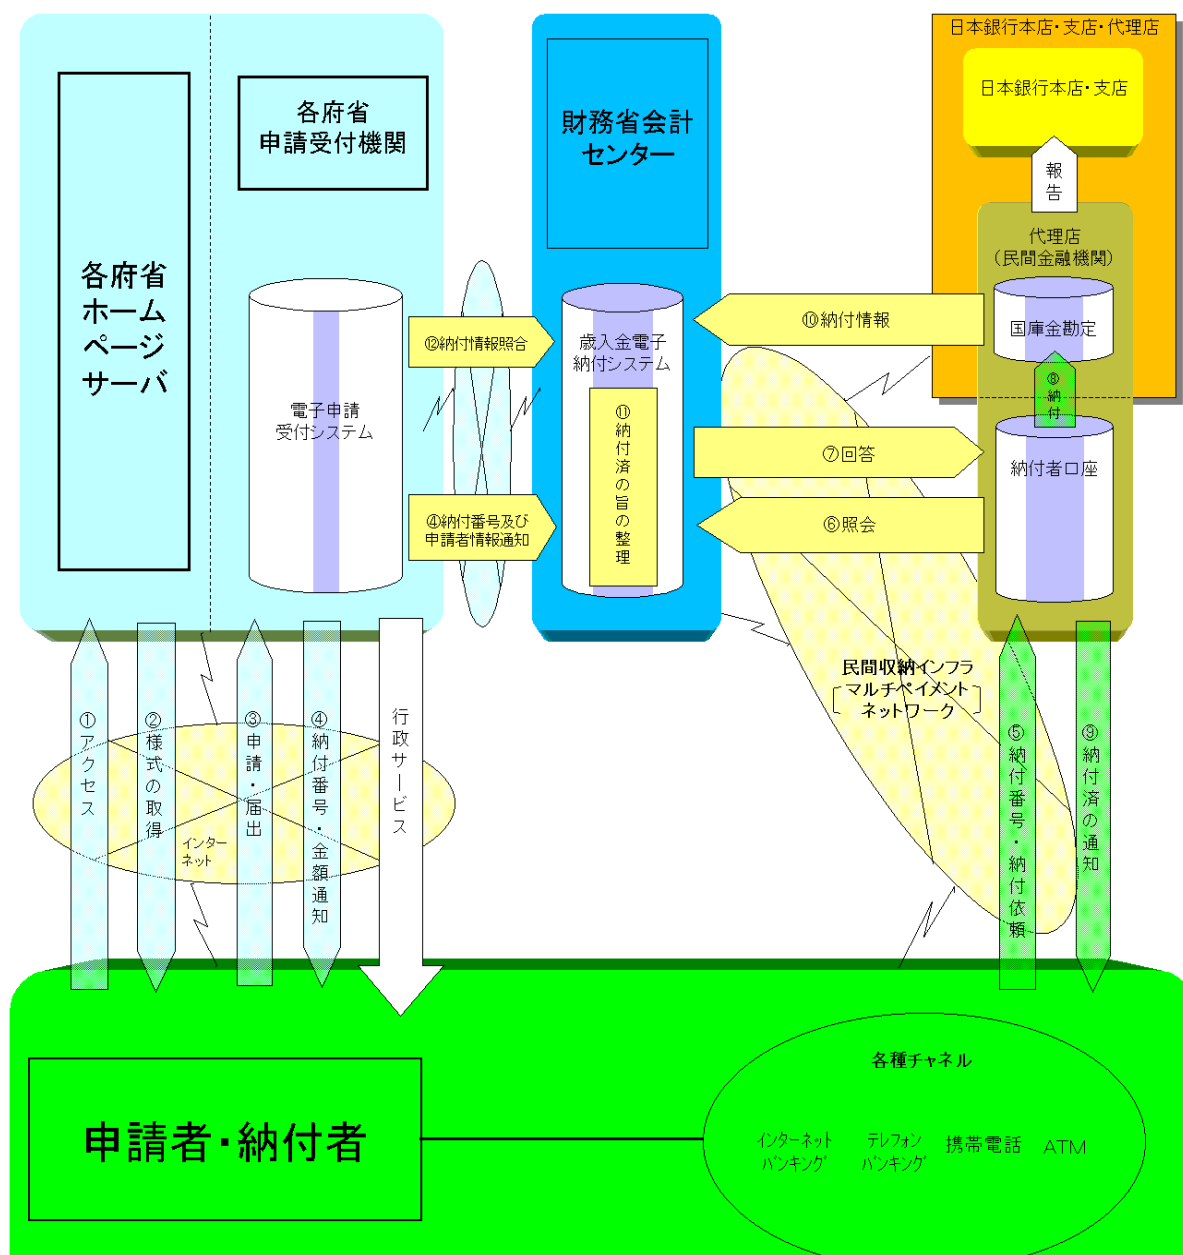 各府省
ホーム
ページ
サーバ
各府省
申請受付機関
電子申請
受付システム
財務省会計
センター
歳入金電子
納付システム
⑪納付済の旨の整理
日本銀行本店・支店・代理店
日本銀行本店・支店
報告
代理店
(民間金融機関)
国庫金勘定
⑧納付
納付者口座
⑫納付情報照合
④納付番号及び
申請者情報通知
⑩納付情報
⑦回答
⑥照会
民間収納インフラ
マルチペイメント
ネットワーク
①アクセス
②様式の取得
③申請・届出
④納付番号・金額通知
行政サービス
インター
ネット
⑤納付番号・納付依頼
⑨納付済の通知
申請者・納付者
各種チャネル
インターネット
バンキング
テレフォン
バンキング
携帯電話
ATM